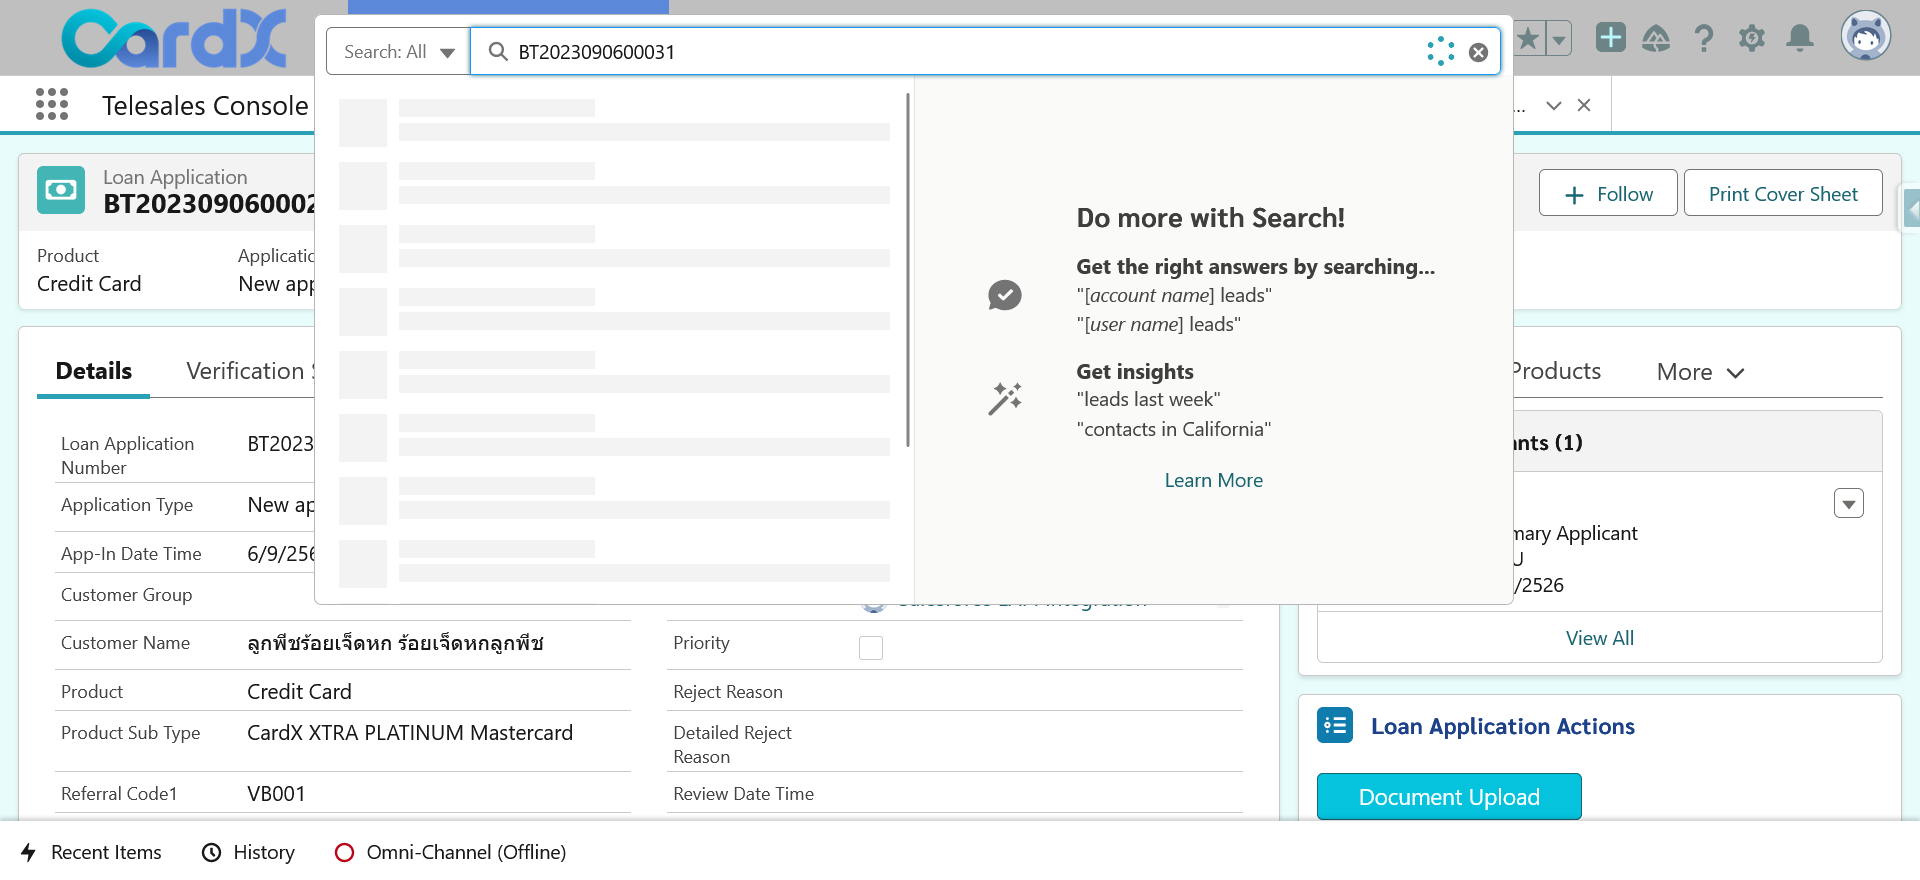 CardX
Search: All
BT2023090600031
Telesales Console
...
Loan Application
BT202309060002
Follow
Print Cover Sheet
Product
Credit Card
New app
Do more with Search!
Get the right answers by searching...
"[account name] leads"
"[user name] leads"
Get insights
"leads last week"
"contacts in California"
Learn More
Details
Verification
Products
More
Loan Application
Number
BT2023
Application Type
New ap
App-In Date Time
6/9/256
Customer Group
Customer Name
ลูกพีชร้อยเจ็ดหก ร้อยเจ็ดหกลูกพีช
Product
Credit Card
Product Sub Type
CardX XTRA PLATINUM Mastercard
Referral Code1
VB001
Priority
Reject Reason
Detailed Reject
Reason
Review Date Time
ants (1)
mary Applicant
U
/2526
View All
Loan Application Actions
Document Upload
Recent Items
History
Omni-Channel (Offline)